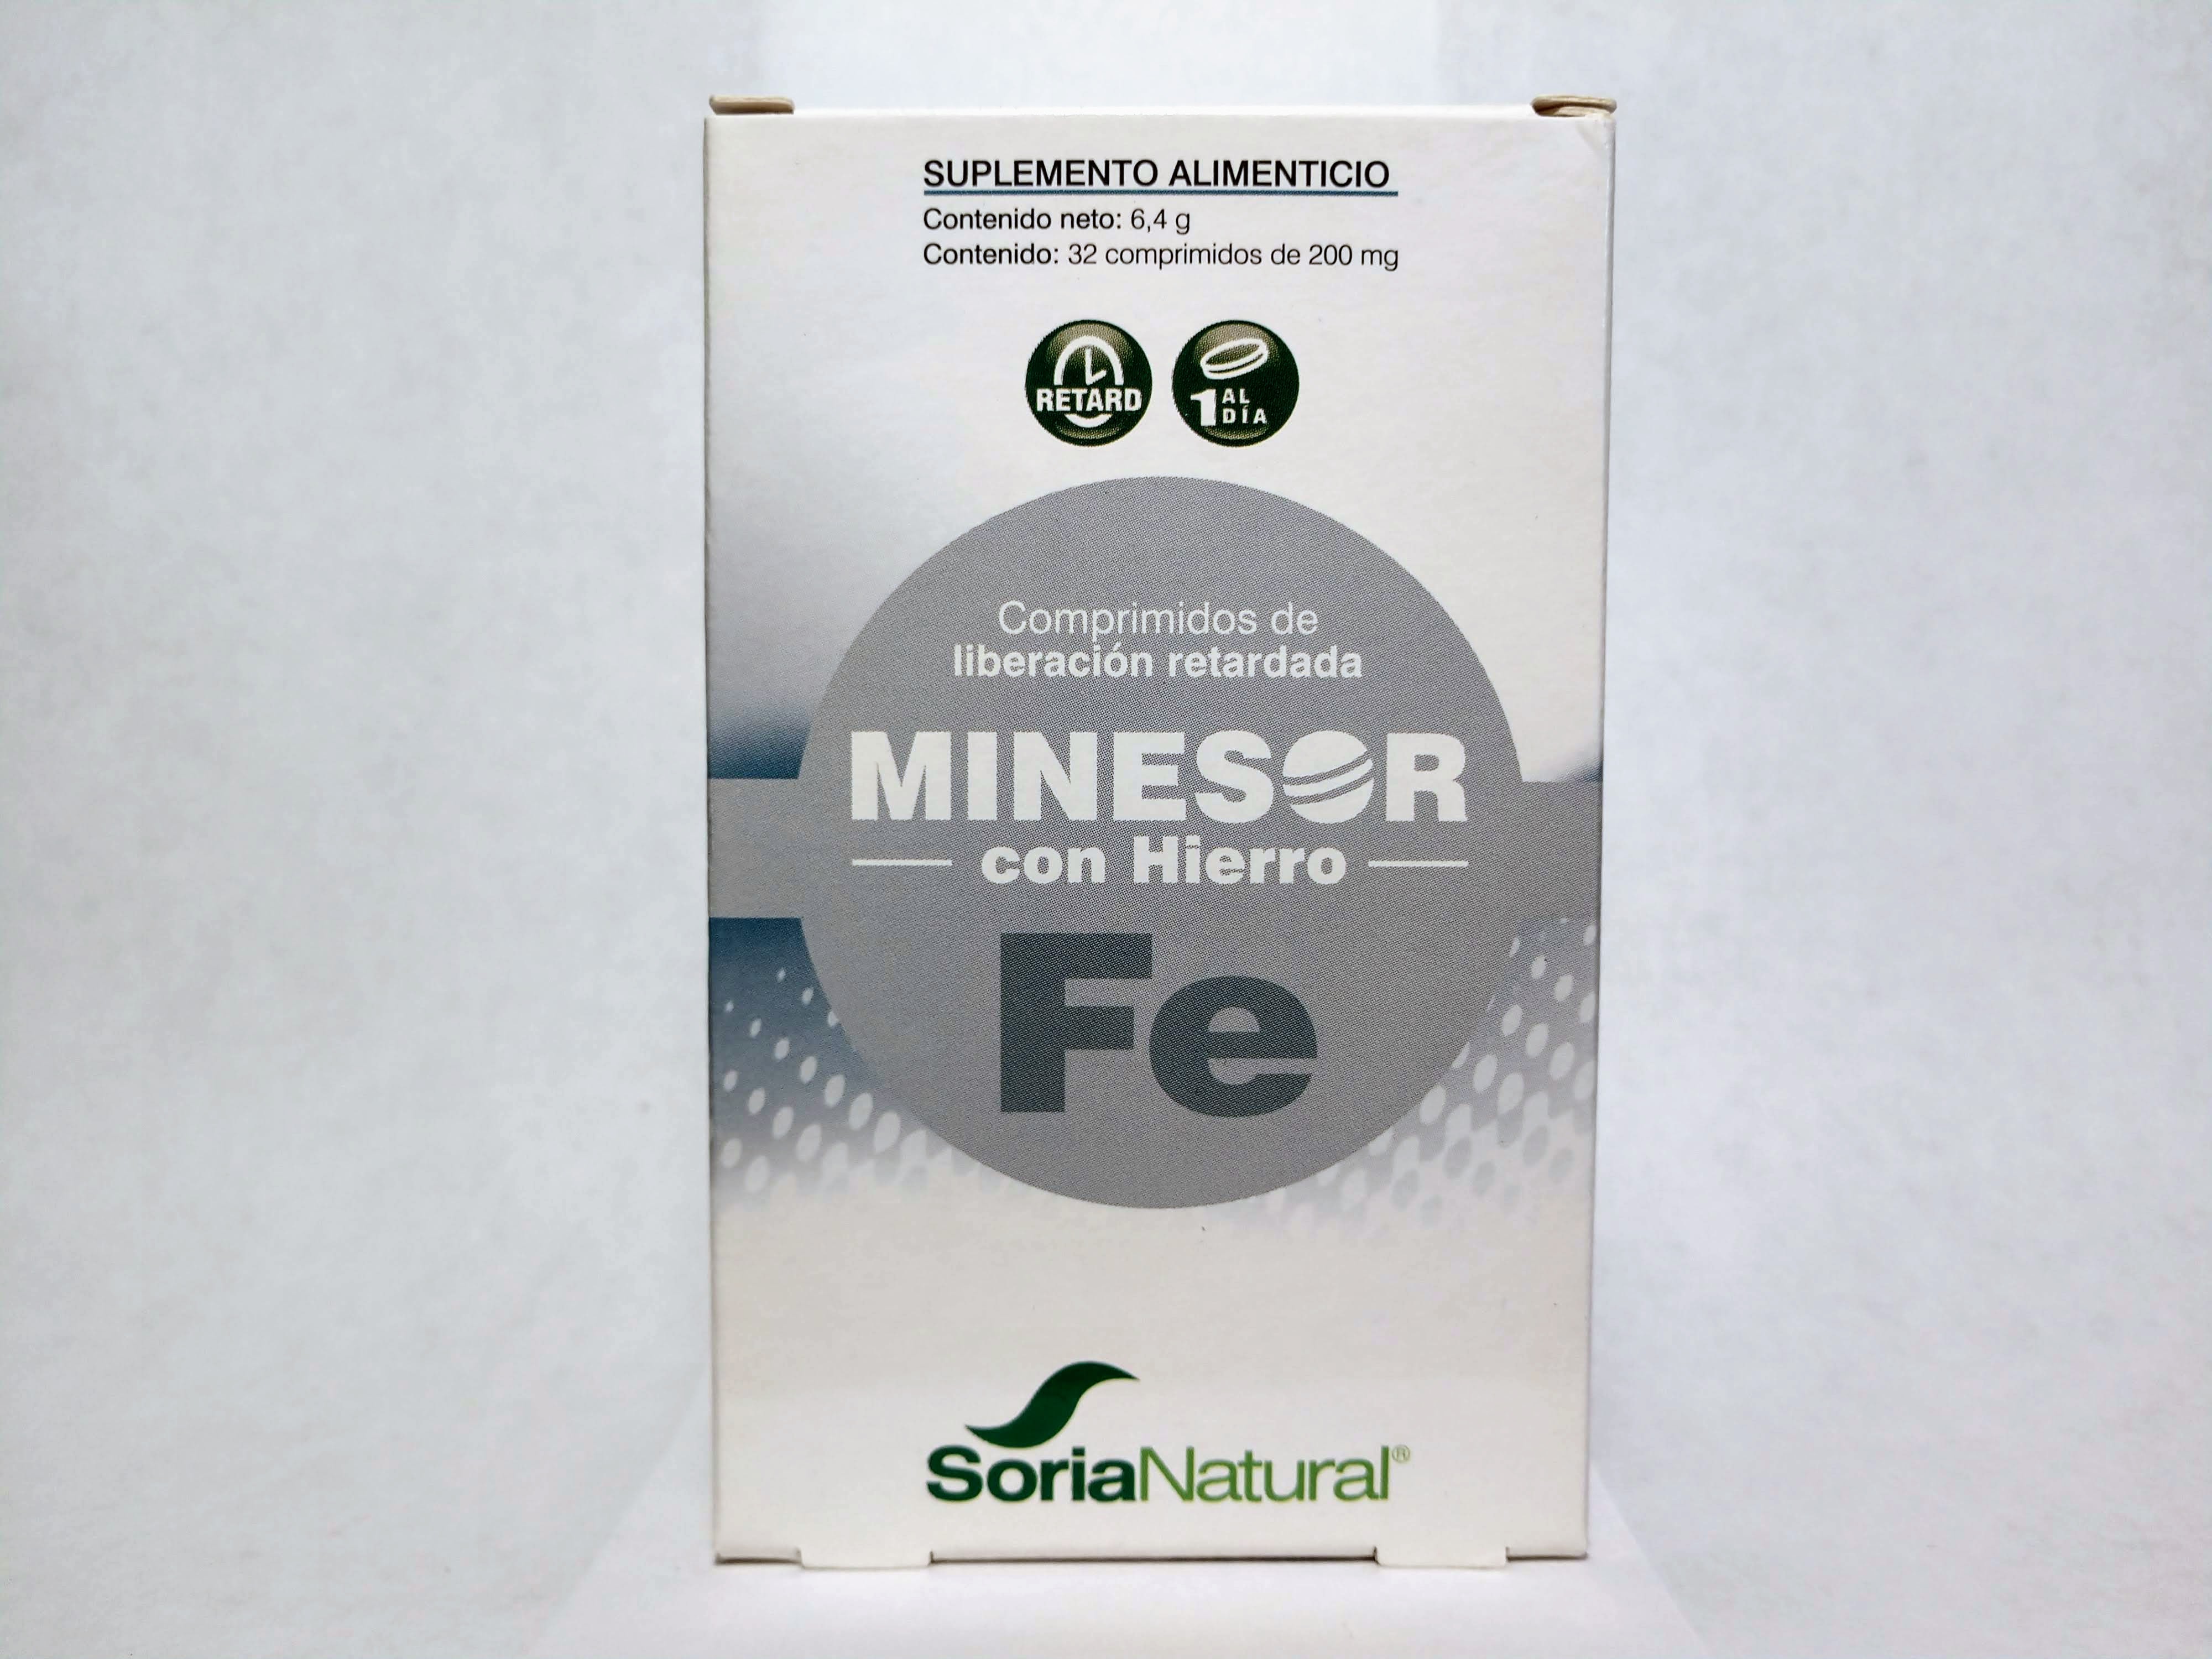 SUPLEMENTO ALIMENTICIO
Contenido neto: 6,4 g
Contenido: 32 comprimidos de 200 mg
RETARD
1 AL
DÍA
Comprimidos de
liberación retardada
MINESOR
con Hierro
Fe
SoriaNatural®